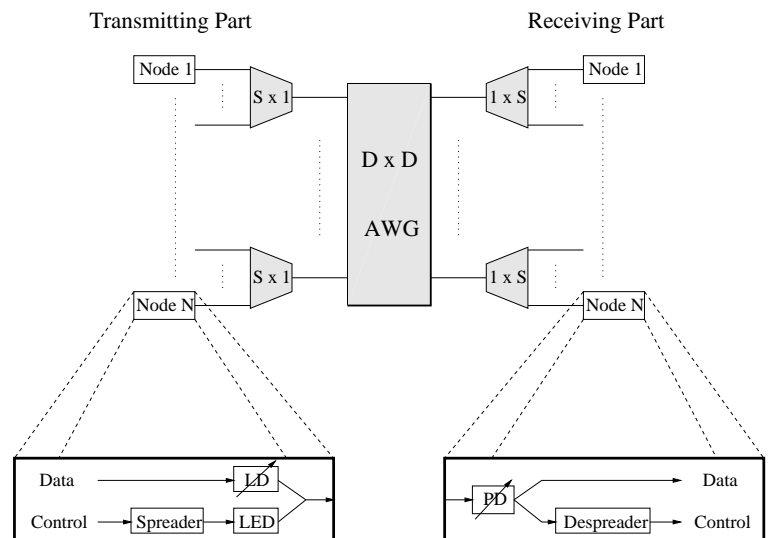 Transmitting Part
Receiving Part
Node 1
Node 1
S x 1
1 x S
D x D
AWG
S x 1
1 x S
Node N
Node N
Data
LD
PD
Data
Control
Spreader
LED
Despreader
Control